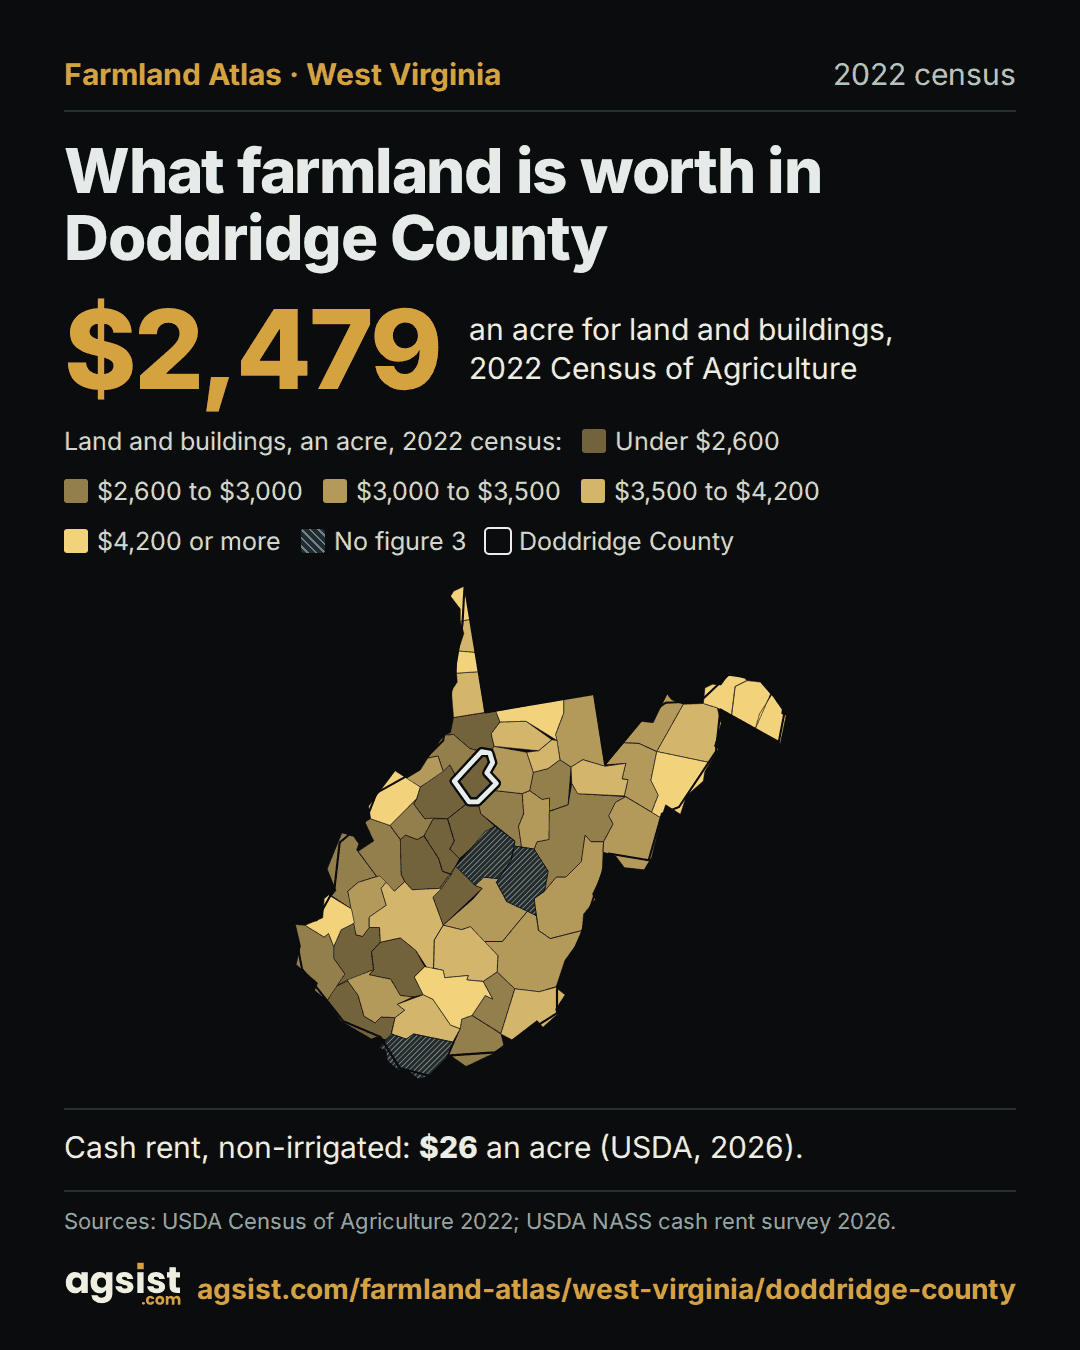 Farmland Atlas · West Virginia
2022 census
What farmland is worth in
Doddridge County
$2,479
an acre for land and buildings,
2022 Census of Agriculture
Land and buildings, an acre, 2022 census: Under $2,600
$2,600 to $3,000 $3,000 to $3,500 $3,500 to $4,200
$4,200 or more No figure 3 Doddridge County
Cash rent, non-irrigated: $26 an acre (USDA, 2026).
Sources: USDA Census of Agriculture 2022; USDA NASS cash rent survey 2026.
agsist
.com
agsist.com/farmland-atlas/west-virginia/doddridge-county